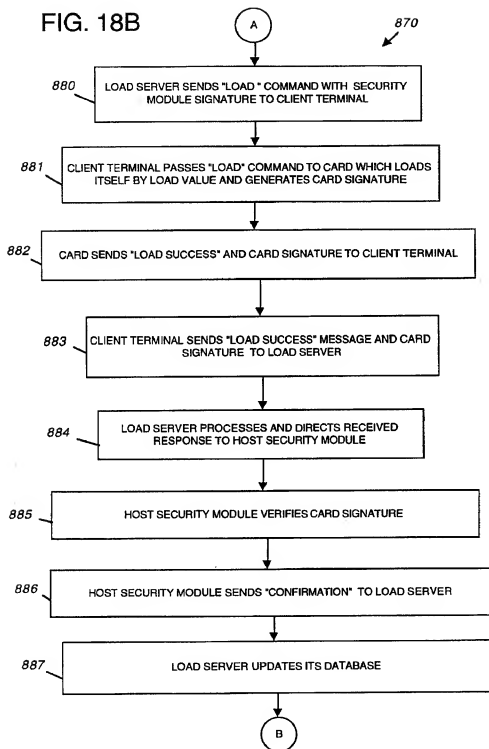 FIG. 18B
A
870
880
LOAD SERVER SENDS "LOAD " COMMAND WITH SECURITY
MODULE SIGNATURE TO CLIENT TERMINAL
881
CLIENT TERMINAL PASSES "LOAD" COMMAND TO CARD WHICH LOADS
ITSELF BY LOAD VALUE AND GENERATES CARD SIGNATURE
882
CARD SENDS "LOAD SUCCESS" AND CARD SIGNATURE TO CLIENT TERMINAL
883
CLIENT TERMINAL SENDS "LOAD SUCCESS" MESSAGE AND CARD
SIGNATURE TO LOAD SERVER
884
LOAD SERVER PROCESSES AND DIRECTS RECEIVED
RESPONSE TO HOST SECURITY MODULE
885
HOST SECURITY MODULE VERIFIES CARD SIGNATURE
886
HOST SECURITY MODULE SENDS "CONFIRMATION" TO LOAD SERVER
887
LOAD SERVER UPDATES ITS DATABASE
B